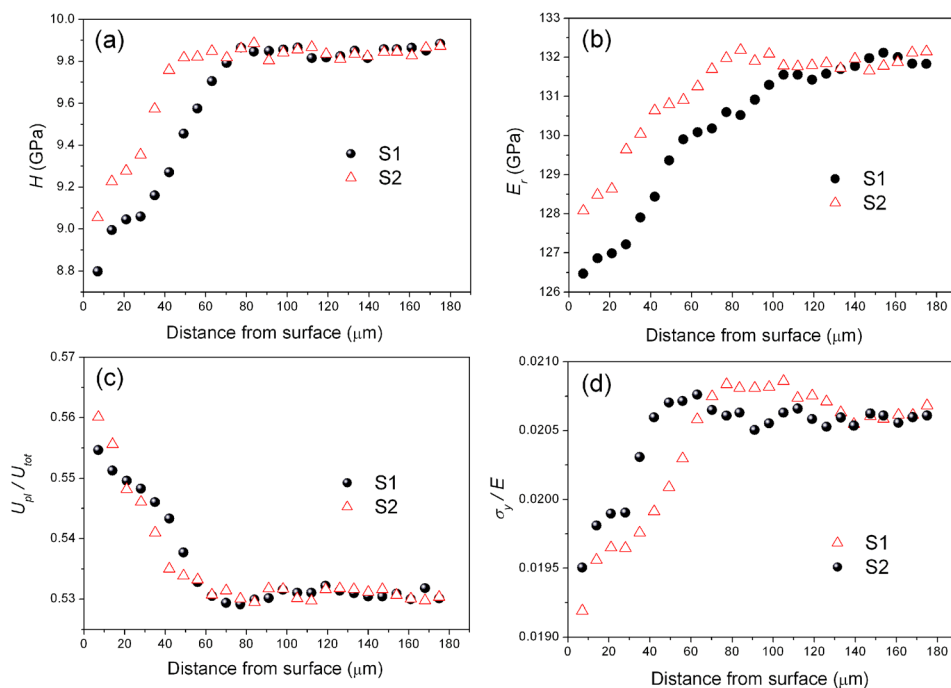 (a)
10.0
9.8
9.6
9.4
9.2
9.0
8.8
H (GPa)
S1
S2
0 20 40 60 80 100 120 140 160 180
Distance from surface (μm)
(b)
133
132
131
130
129
128
127
126
E_r (GPa)
S1
S2
0 20 40 60 80 100 120 140 160 180
Distance from surface (μm)
(c)
0.57
0.56
0.55
0.54
0.53
U_pl / U_tot
S1
S2
0 20 40 60 80 100 120 140 160 180
Distance from surface (μm)
(d)
0.0210
0.0205
0.0200
0.0195
0.0190
σ_y / E
S1
S2
0 20 40 60 80 100 120 140 160 180
Distance from surface (μm)